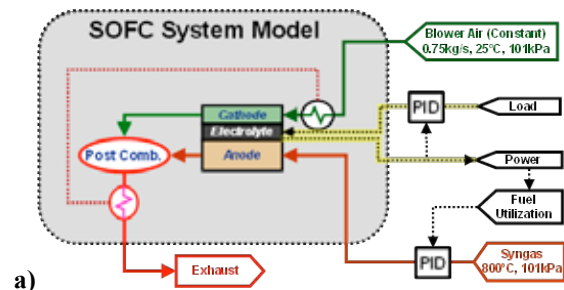 SOFC System Model
Blower Air (Constant)
0.75kg/s, 25°C, 101kPa
Cathode
Electrolyte
Anode
PID
Load
Post Comb.
Power
Fuel
Utilization
Exhaust
PID
Syngas
800°C, 101kPa
a)